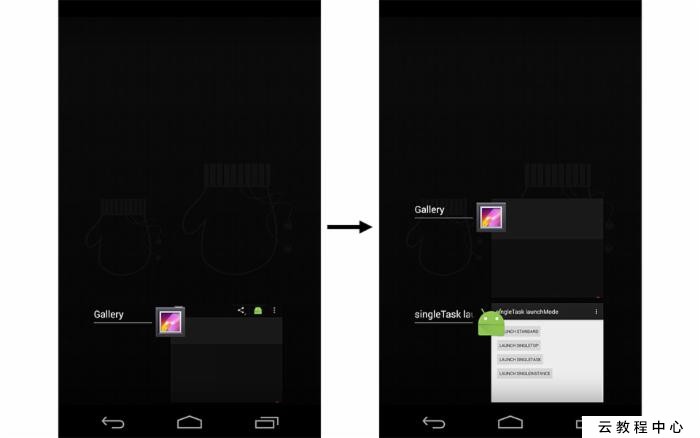 Gallery
Gallery
singleTask lau
singleTask launchMode
LAUNCH STANDARD
LAUNCH SINGLETOP
LAUNCH SINGLETASK
LAUNCH SINGLEINSTANCE
云教程中心